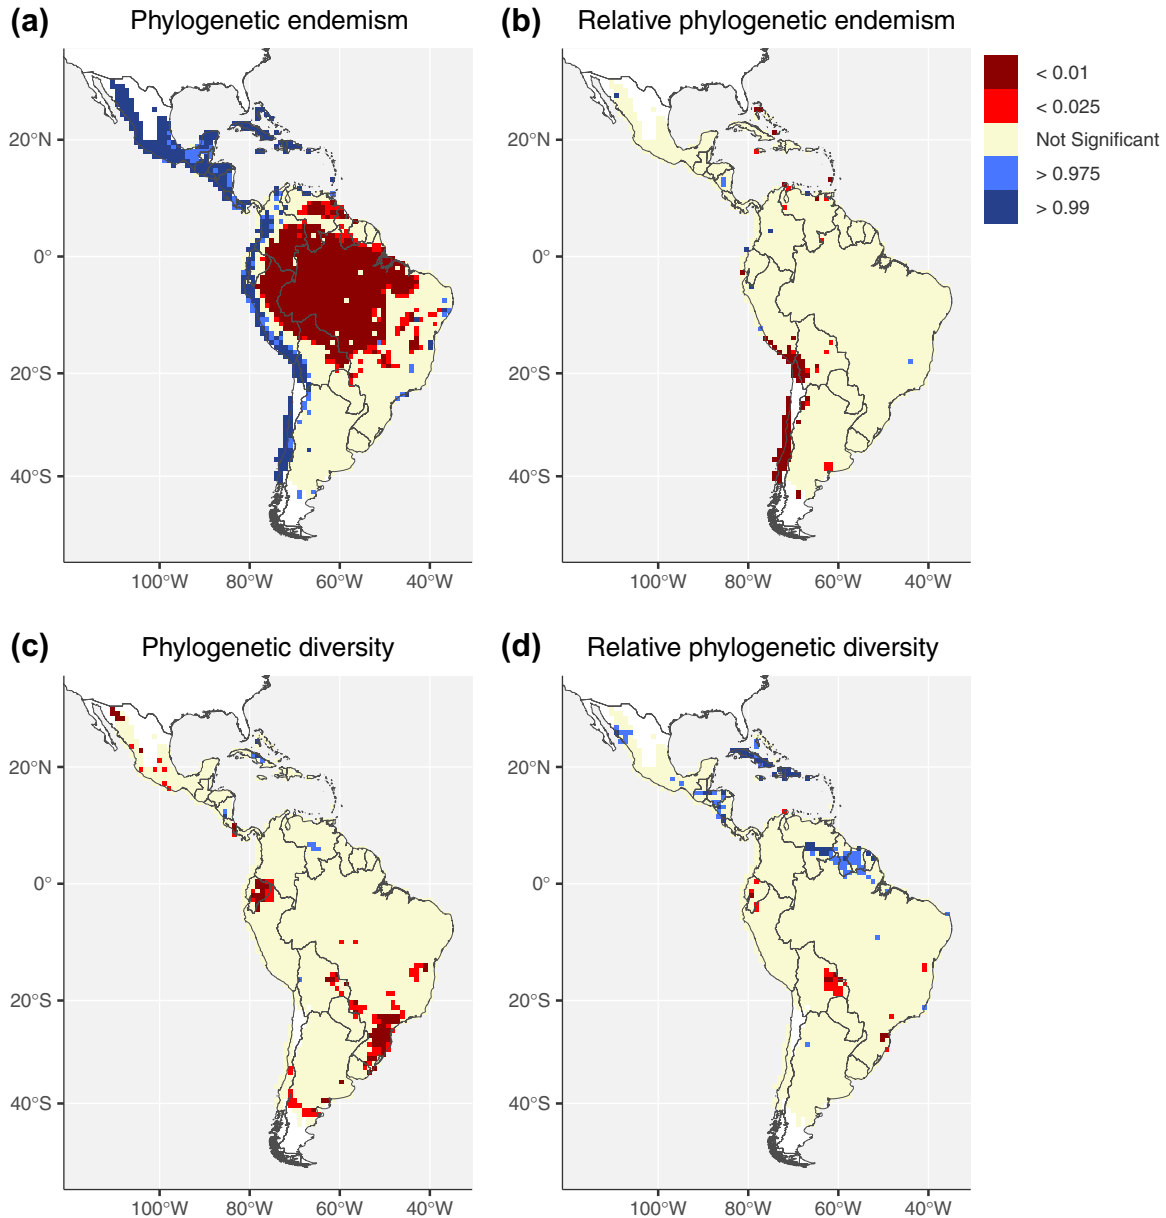 (a) Phylogenetic endemism
(b) Relative phylogenetic endemism
< 0.01
< 0.025
Not Significant
> 0.975
> 0.99
20°N
0°
20°S
40°S
100°W 80°W 60°W 40°W
20°N
0°
20°S
40°S
100°W 80°W 60°W 40°W
(c) Phylogenetic diversity
(d) Relative phylogenetic diversity
20°N
0°
20°S
40°S
100°W 80°W 60°W 40°W
20°N
0°
20°S
40°S
100°W 80°W 60°W 40°W